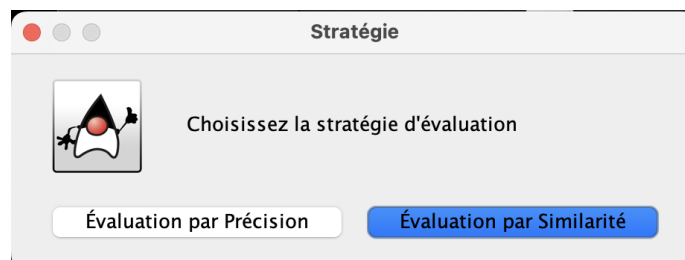 Stratégie
Choisissez la stratégie d'évaluation
Évaluation par Précision
Évaluation par Similarité